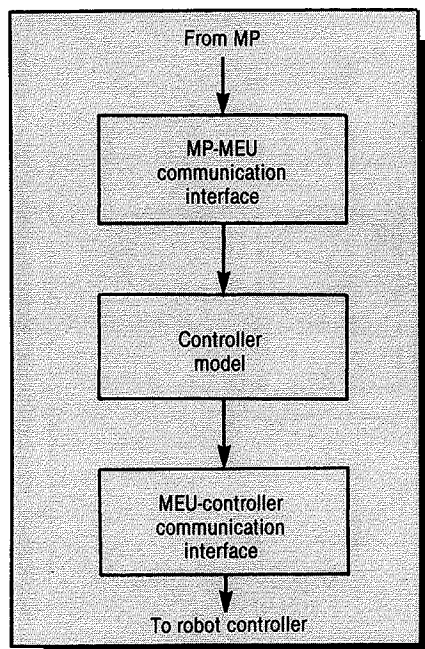 From MP
MP-MEU
communication
interface
Controller
model
MEU-controller
communication
interface
To robot controller